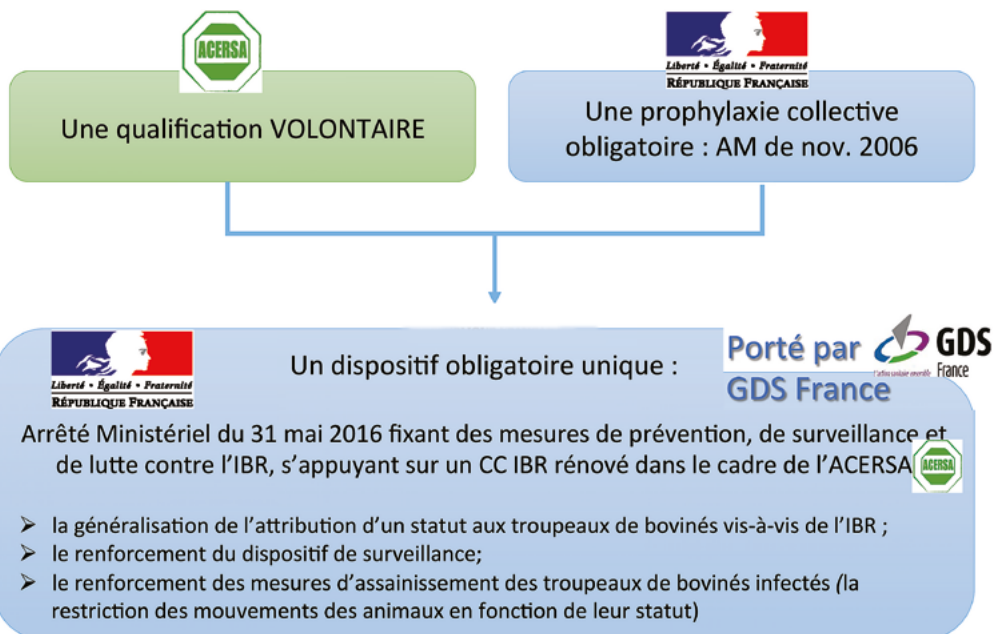 ACERSA
Une qualification VOLONTAIRE
Liberté • Égalité • Fraternité
RÉPUBLIQUE FRANÇAISE
Une prophylaxie collective
obligatoire : AM de nov. 2006
Liberté • Égalité • Fraternité
RÉPUBLIQUE FRANÇAISE
Un dispositif obligatoire unique :
Porté par
GDS France
GDS
France
Arrêté Ministériel du 31 mai 2016 fixant des mesures de prévention, de surveillance et
de lutte contre l’IBR, s’appuyant sur un CC IBR rénové dans le cadre de l’ACERSA
ACERSA
➢ la généralisation de l’attribution d’un statut aux troupeaux de bovinés vis-à-vis de l’IBR ;
➢ le renforcement du dispositif de surveillance;
➢ le renforcement des mesures d’assainissement des troupeaux de bovinés infectés (la
restriction des mouvements des animaux en fonction de leur statut)